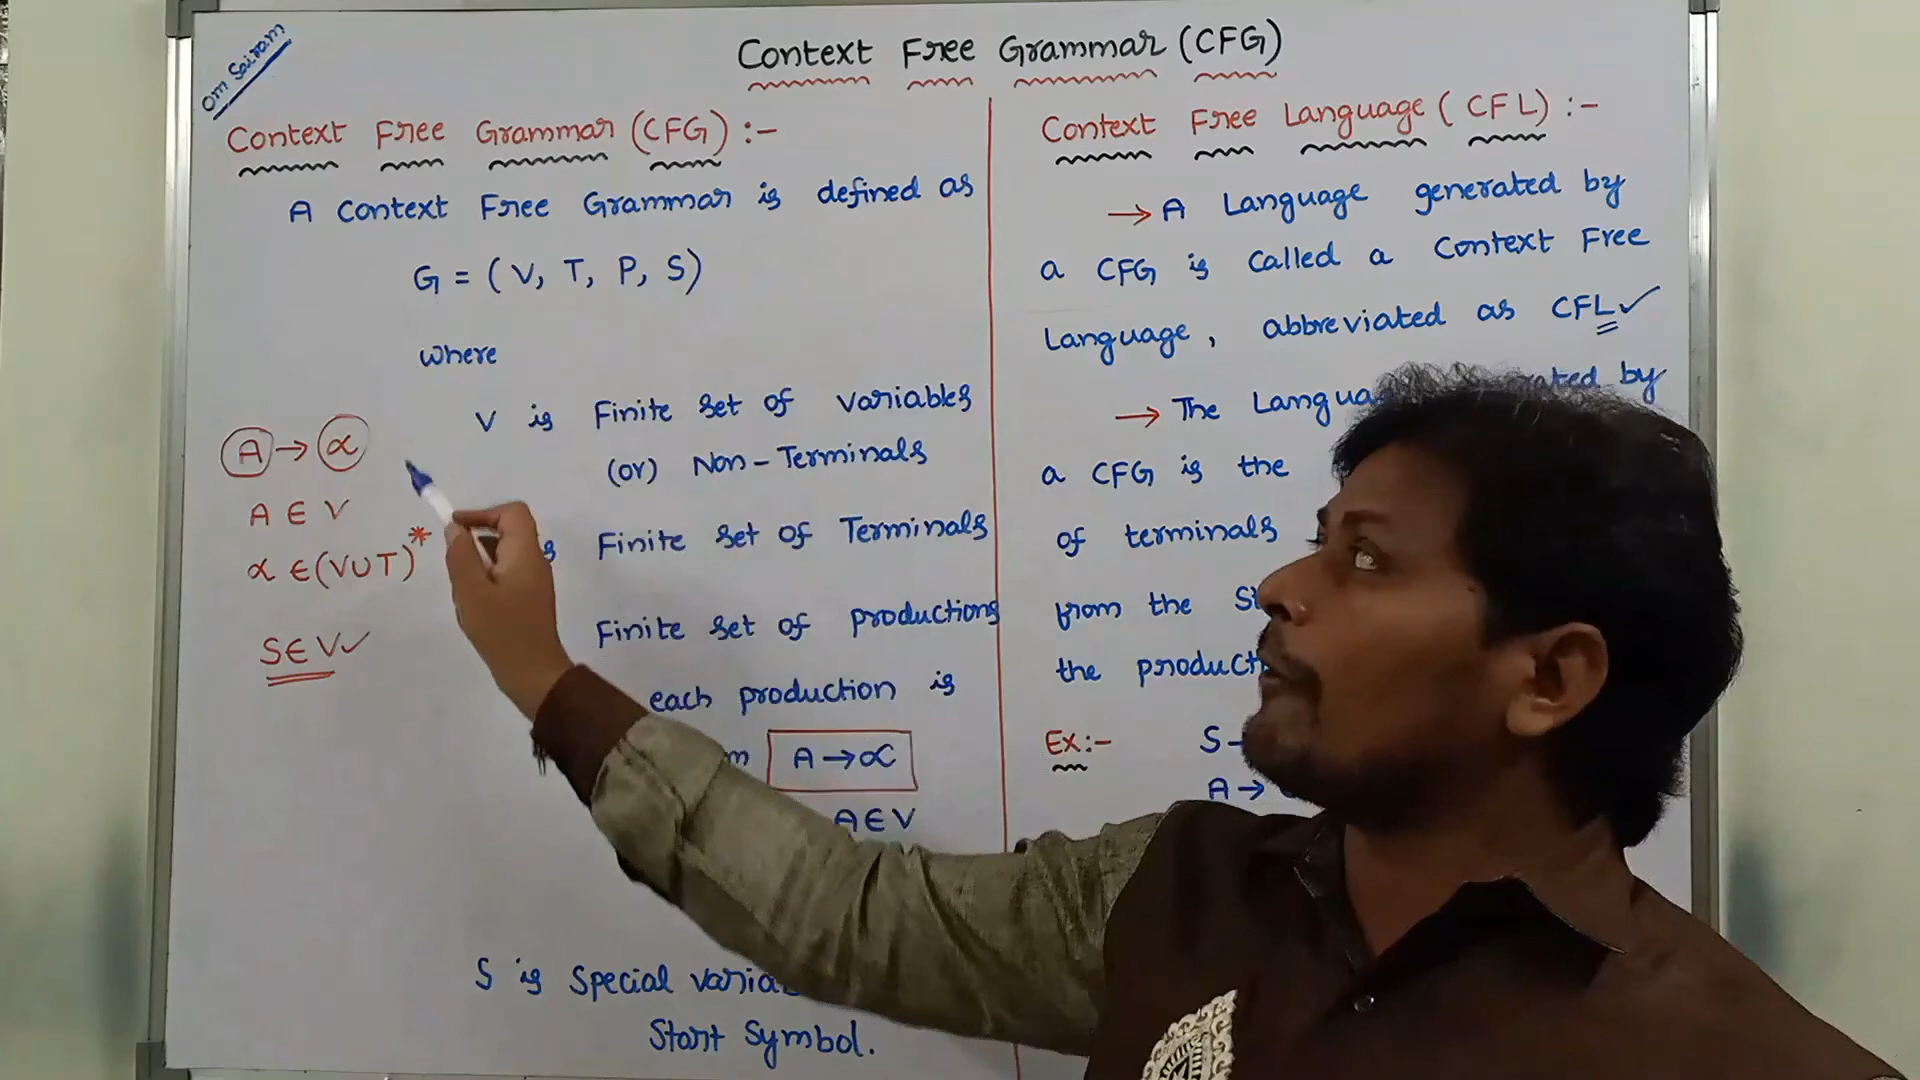 Om Sairam
Context Free Grammar (CFG)
Context Free Grammar (CFG) :-
A Context Free Grammar is defined as
G = (V, T, P, S)
where
V is Finite set of variables
(or) Non-Terminals
Finite set of Terminals
Finite set of productions
each production is
A → α
A ∈ V
S is Special
Start Symbol.
A → α
A ∈ V
α ∈ (V ∪ T)*
S ∈ V ✓
Context Free Language (CFL) :-
→ A Language generated by
a CFG is called a Context Free
Language, abbreviated as CFL ✓
→ The by
a CFG is the
of terminals
from the
the
Ex:- S
A →